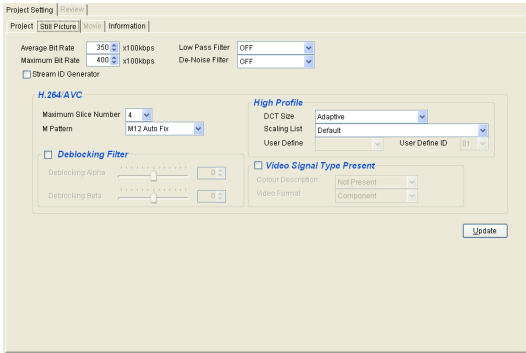 Project Setting Review
Project Still Picture Movie Information
Average Bit Rate 350 x100kbps Low Pass Filter OFF
Maximum Bit Rate 400 x100kbps De-Noise Filter OFF
Stream ID Generator
H.264/AVC
Maximum Slice Number 4
M Pattern M12 Auto Fix
High Profile
DCT Size Adaptive
Scaling List Default
User Define User Define ID 01
Deblocking Filter
Deblocking Alpha 0
Deblocking Beta 0
Video Signal Type Present
Colour Description Not Present
Video Format Component
Update